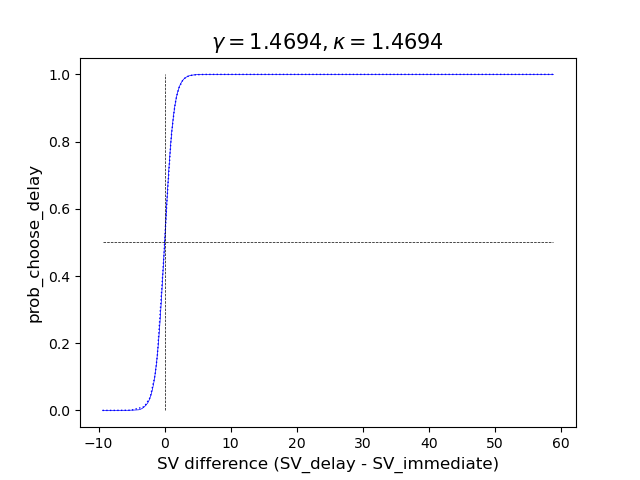 γ = 1.4694, κ = 1.4694
1.0
0.8
0.6
0.4
0.2
0.0
prob_choose_delay
−10 0 10 20 30 40 50 60
SV difference (SV_delay - SV_immediate)